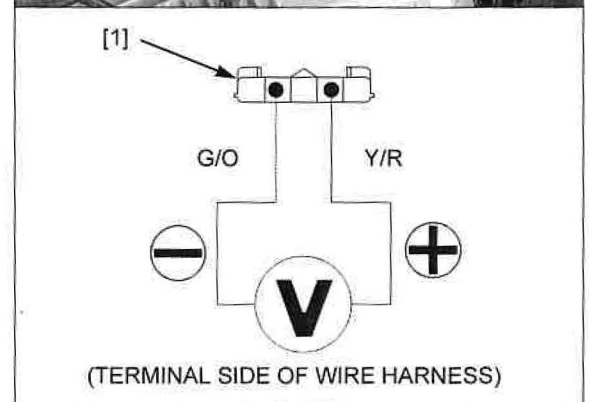 [1]
G/O Y/R
V
(TERMINAL SIDE OF WIRE HARNESS)